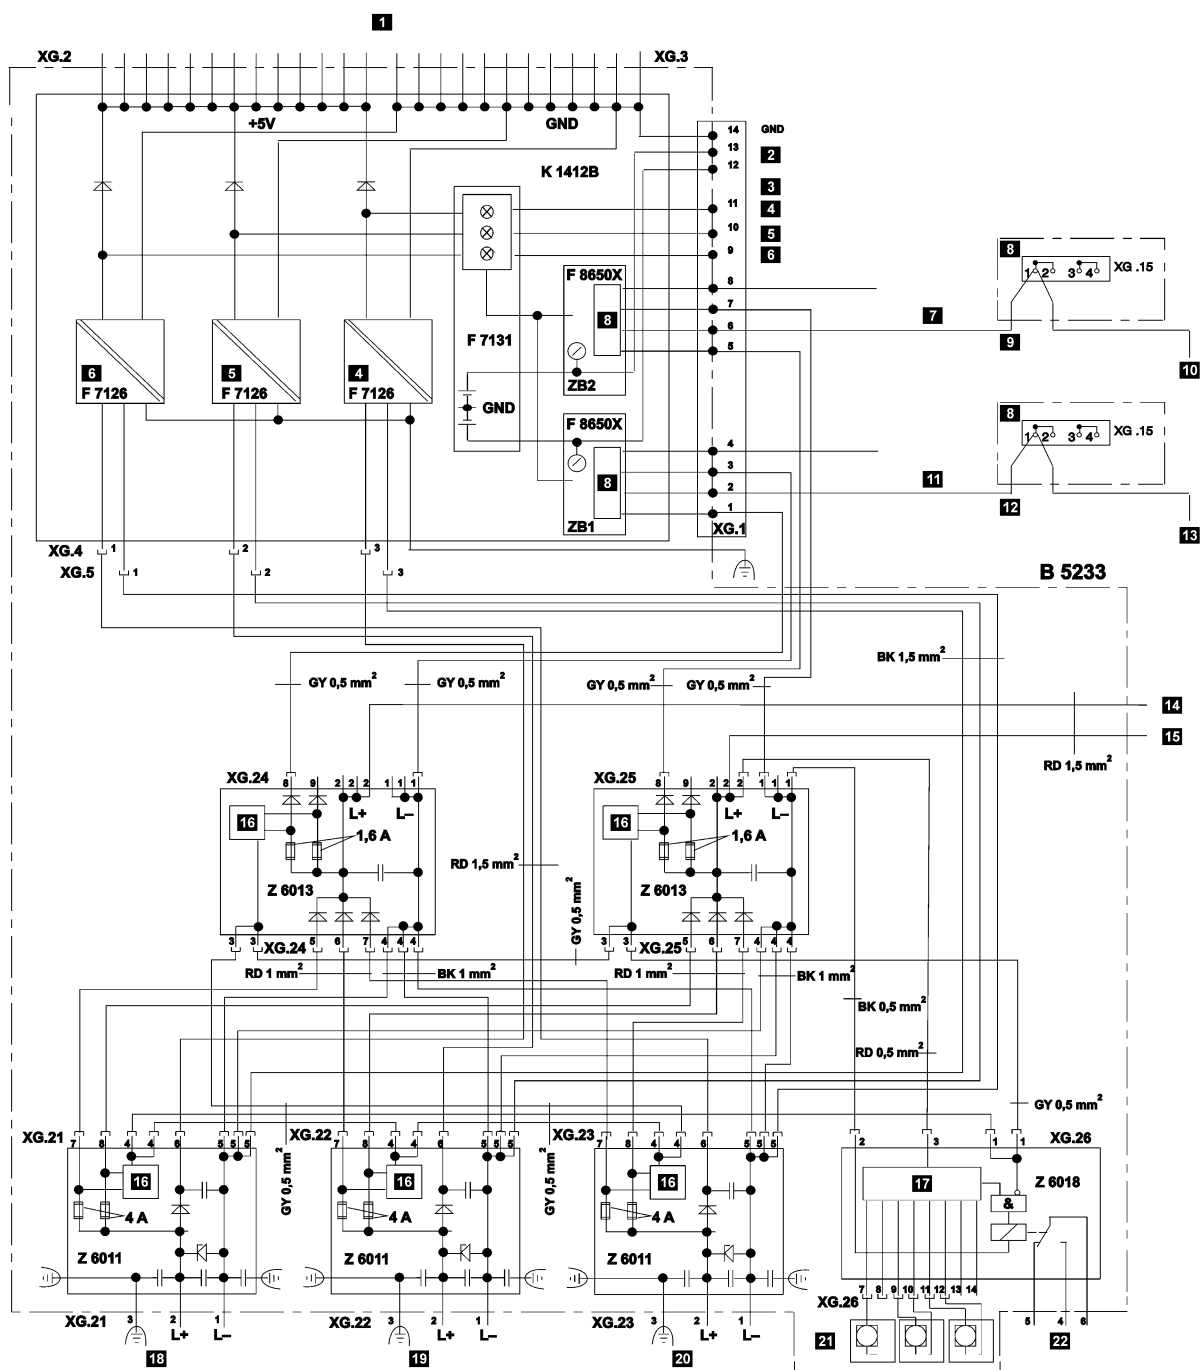 1
XG.2 XG.3
+5V GND
K 1412B
14 GND
13 2
12
3
11 4
10 5
9 6
F 8650X
8
7
6
5
8
ZB2
F 7131
GND
7
8
XG .15
1 2 3 4
9
10
6 F 7126
5 F 7126
4 F 7126
F 8650X
8
ZB1
4
3
2
1
XG.1
11
8
XG .15
1 2 3 4
12
13
XG.4 1 2 3
XG.5 1 2 3
B 5233
BK 1,5 mm²
GY 0,5 mm² GY 0,5 mm² GY 0,5 mm² GY 0,5 mm²
14
15
RD 1,5 mm²
XG.24 8 9 2 2 2 1 1 1
16 L+ L–
1,6 A
Z 6013
3 3 XG.24 5 6 7 4 4 4
RD 1,5 mm²
GY 0,5 mm²
XG.25 8 9 2 2 2 1 1 1
16 L+ L–
1,6 A
Z 6013
3 3 XG.25 5 6 7 4 4 4
RD 1 mm² BK 1 mm² RD 1 mm² BK 1 mm²
BK 0,5 mm²
RD 0,5 mm²
GY 0,5 mm²
XG.21 7 8 4 4 6 5 5 5
16
4 A
Z 6011
GY 0,5 mm²
XG.22 7 8 4 4 6 5 5 5
16
4 A
Z 6011
GY 0,5 mm²
XG.23 7 8 4 4 6 5 5 5
16
4 A
Z 6011
2 3 1 1 XG.26
17
Z 6018
&
XG.26 7 8 9 10 11 12 13 14
XG.21 3 2 1
L+ L–
18
XG.22 3 2 1
L+ L–
19
XG.23 3 2 1
L+ L–
20
21
5 4 6
22